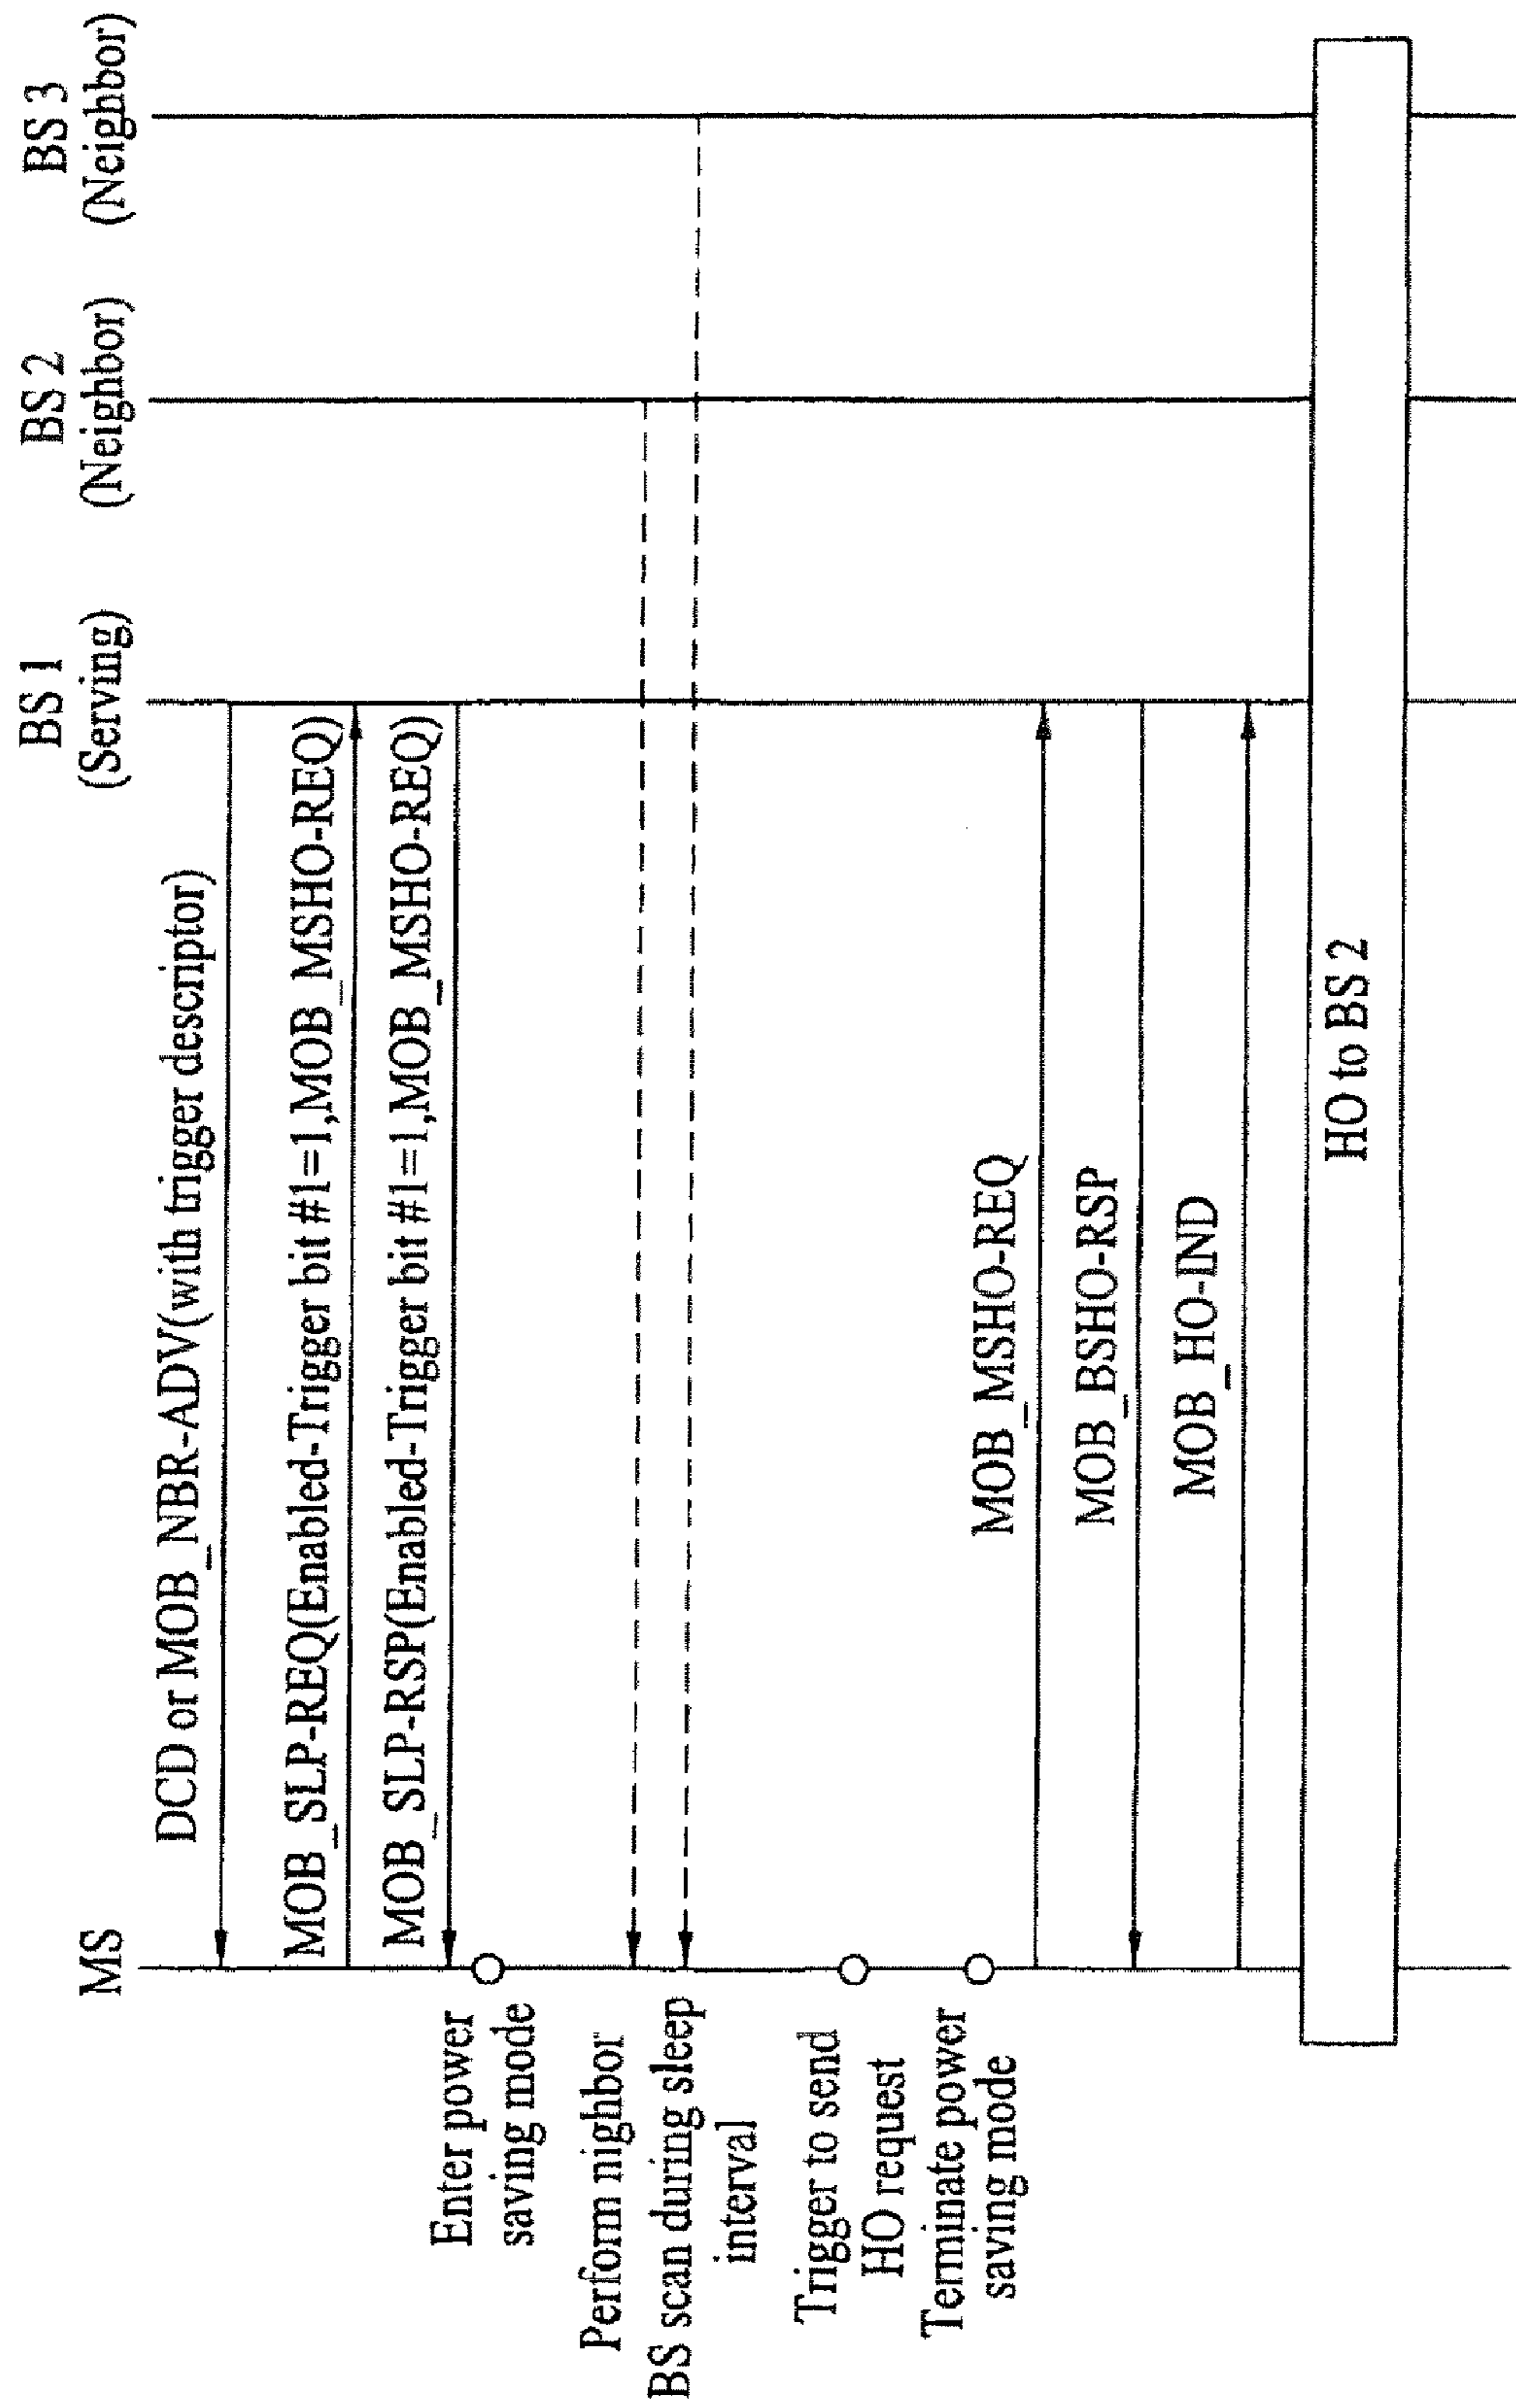 MS
BS 1
(Serving)
BS 2
(Neighbor)
BS 3
(Neighbor)
DCD or MOB_NBR-ADV(with trigger descriptor)
MOB_SLP-REQ(Enabled-Trigger bit #1=1,MOB_MSHO-REQ)
MOB_SLP-RSP(Enabled-Trigger bit #1=1,MOB_MSHO-REQ)
Enter power
saving mode
Perform nighbor
BS scan during sleep
interval
Trigger to send
HO request
Terminate power
saving mode
MOB_MSHO-REQ
MOB_BSHO-RSP
MOB_HO-IND
HO to BS 2